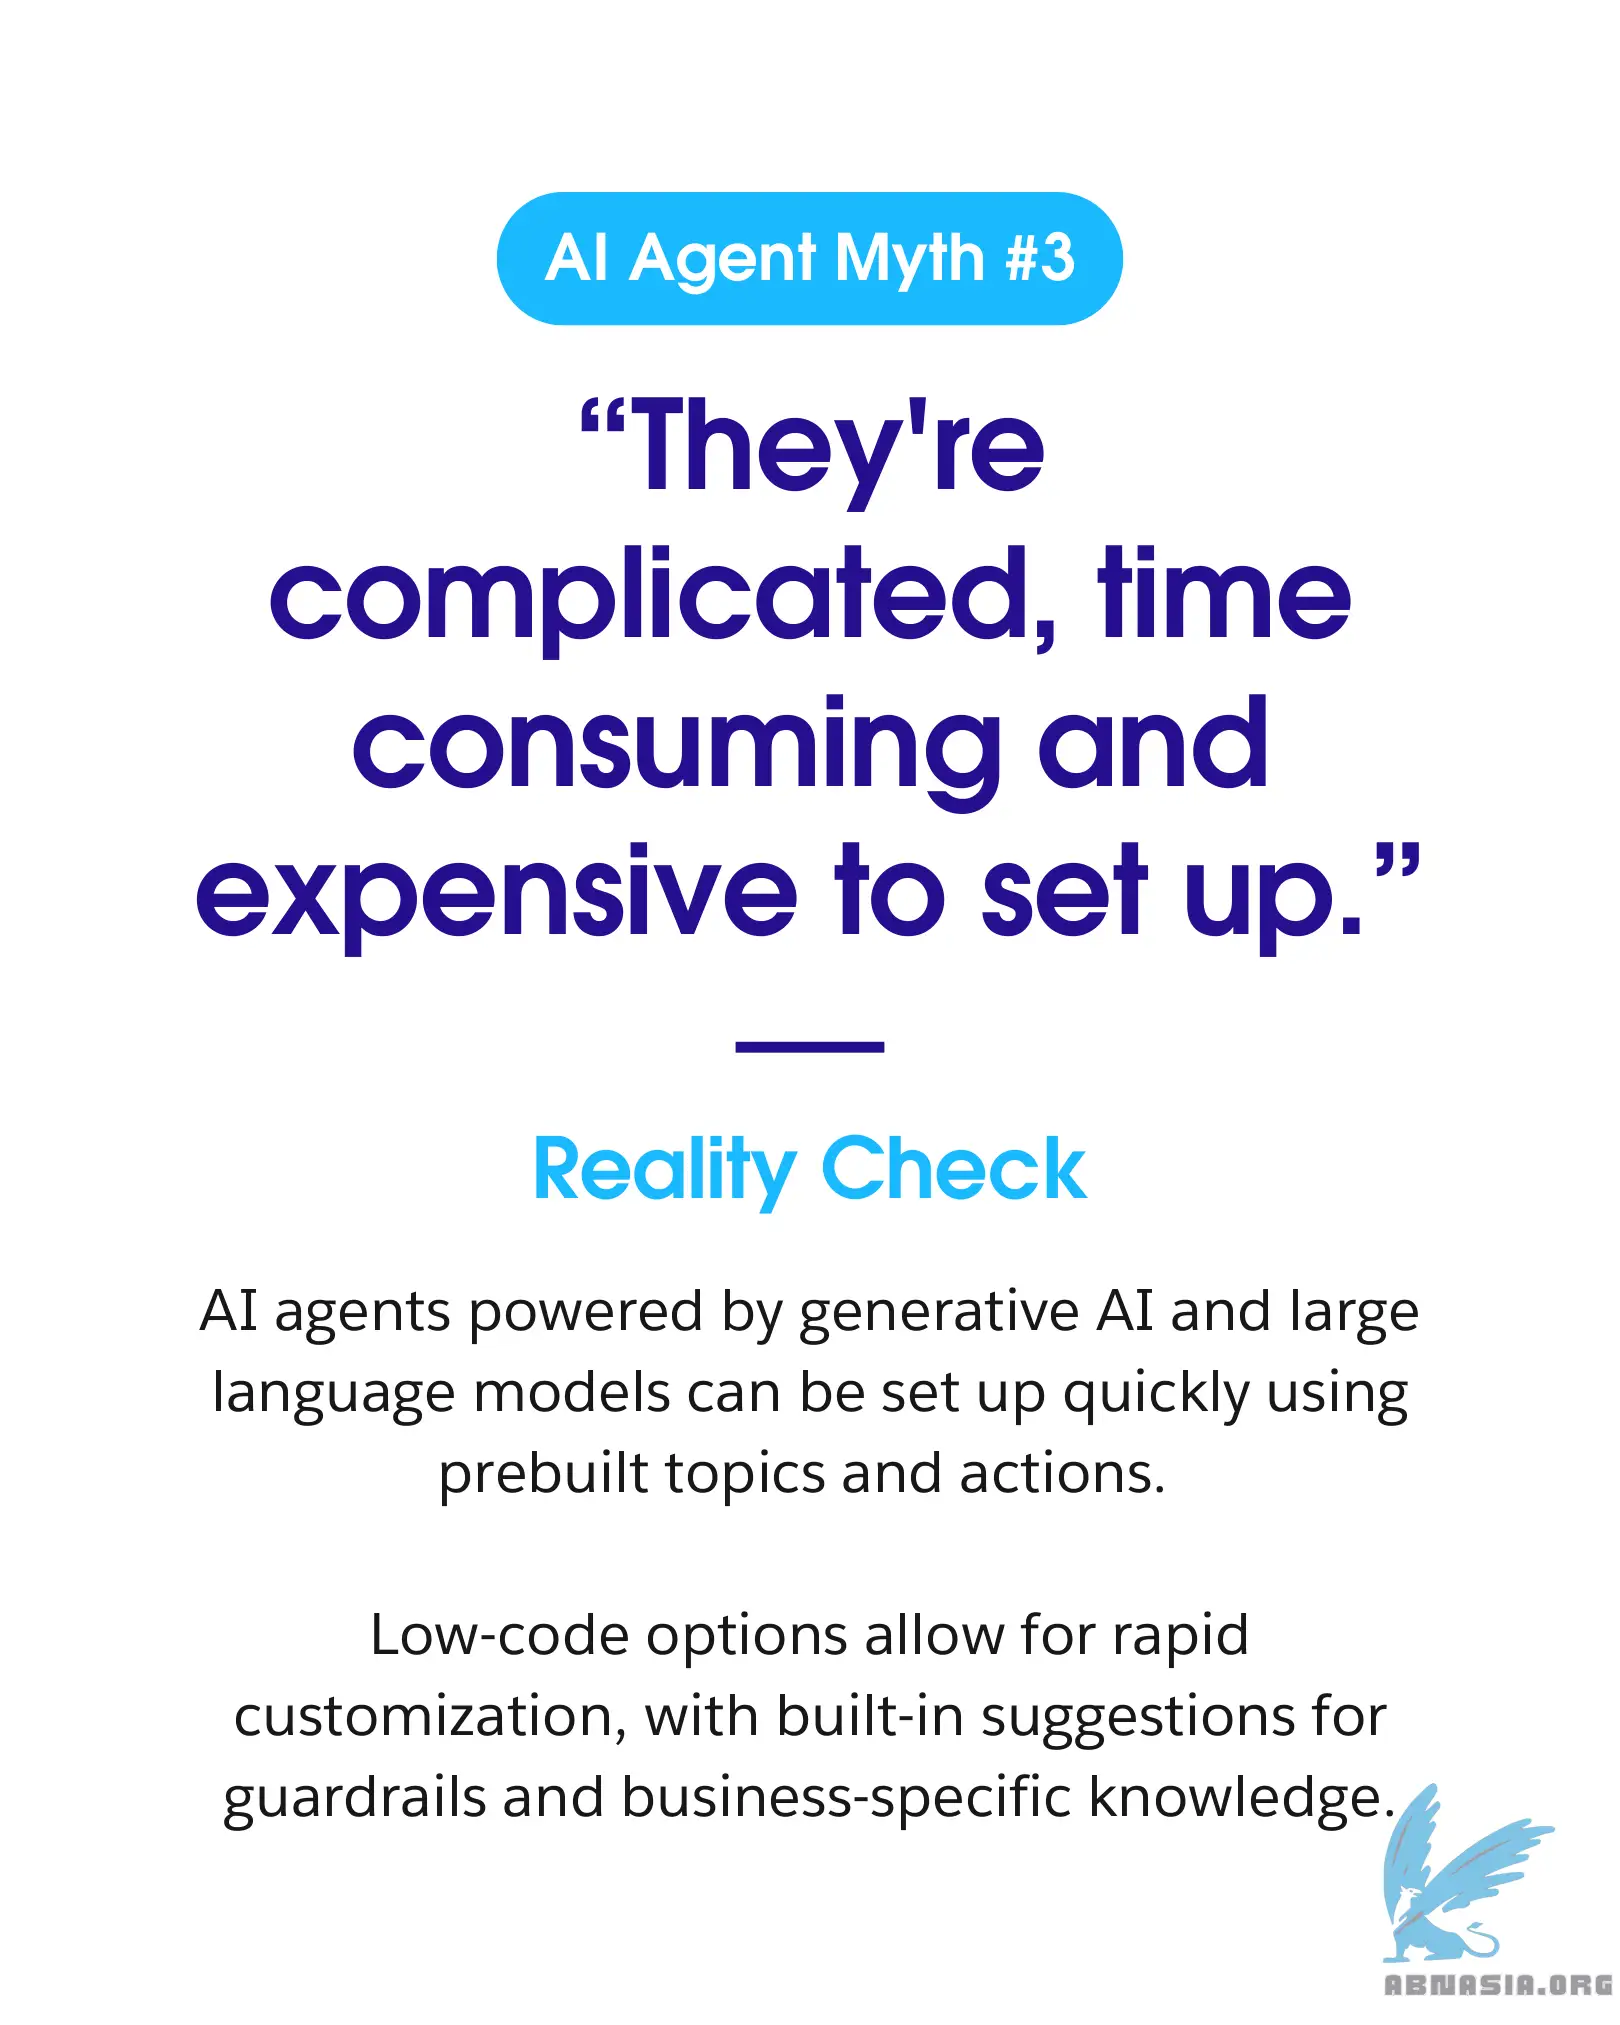 AI Agent Myth #3
“They're
complicated, time
consuming and
expensive to set up.”
Reality Check
AI agents powered by generative AI and large
language models can be set up quickly using
prebuilt topics and actions.
Low-code options allow for rapid
customization, with built-in suggestions for
guardrails and business-specific knowledge.
ABNASIA.ORG